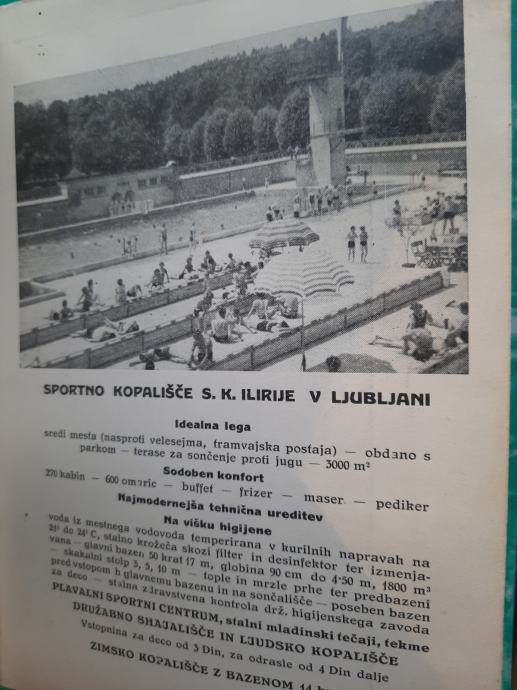 SPORTNO KOPALIŠČE S. K. ILIRIJE V LJUBLJANI
Idealna lega
sredi mesta (nasproti velesejma, tramvajska postaja) — obdano s
parkom — terase za sončenje proti jugu — 3000 m²
Sodoben konfort
270 kabin — 600 omaric — buffet — frizer — maser — pediker
Najmodernejša tehnična ureditev
Na višku higijene
voda iz mestnega vodovoda temperirana v kurilnih napravah na
21° do 24° C, stalno krožeča skozi filter in desinfektor ter izmenja-
vana — glavni bazen 50 krat 17 m, globina 90 cm do 4·50 m, 1800 m³
— skakalni stolp 3, 5, 10 m — tople in mrzle prhe ter predbazeni
pred vstopom h glavnemu bazenu in na sončališče — poseben bazen
za deco — stalna zdravstvena kontrola drž. higijenskega zavoda
PLAVALNI SPORTNI CENTRUM, stalni mladinski tečaji, tekme
DRUŽABNO SHAJALIŠČE IN LJUDSKO KOPALIŠČE
Vstopnina za deco od 3 Din, za odrasle od 4 Din dalje
ZIMSKO KOPALIŠČE Z BAZENOM 14